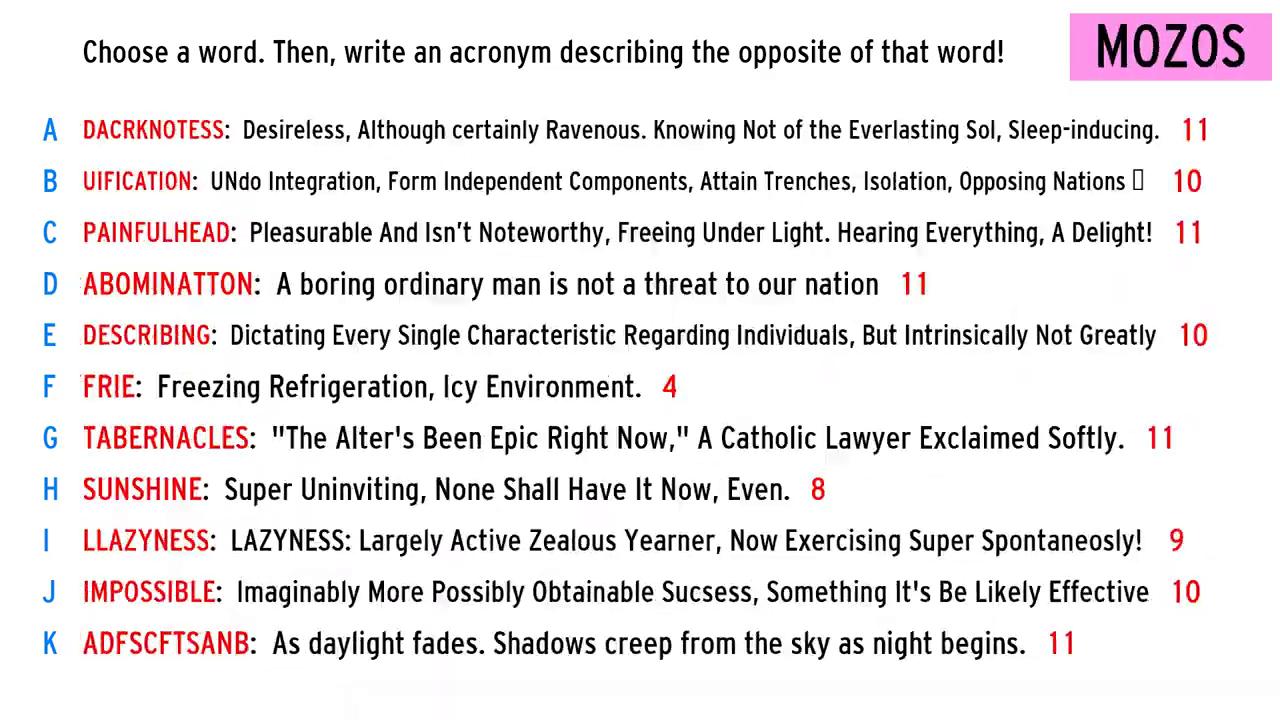 Choose a word. Then, write an acronym describing the opposite of that word! MOZOS
A DACRKNOTESS: Desireless, Although certainly Ravenous. Knowing Not of the Everlasting Sol, Sleep-inducing. 11
B UIFICATION: UNdo Integration, Form Independent Components, Attain Trenches, Isolation, Opposing Nations 10
C PAINFULHEAD: Pleasurable And Isn’t Noteworthy, Freeing Under Light. Hearing Everything, A Delight! 11
D ABOMINATTON: A boring ordinary man is not a threat to our nation 11
E DESCRIBING: Dictating Every Single Characteristic Regarding Individuals, But Intrinsically Not Greatly 10
F FRIE: Freezing Refrigeration, Icy Environment. 4
G TABERNACLES: "The Alter's Been Epic Right Now," A Catholic Lawyer Exclaimed Softly. 11
H SUNSHINE: Super Uninviting, None Shall Have It Now, Even. 8
I LLAZYNESS: LAZYNESS: Largely Active Zealous Yearner, Now Exercising Super Spontaneosly! 9
J IMPOSSIBLE: Imaginably More Possibly Obtainable Sucsess, Something It's Be Likely Effective 10
K ADFSCFTSANB: As daylight fades. Shadows creep from the sky as night begins. 11